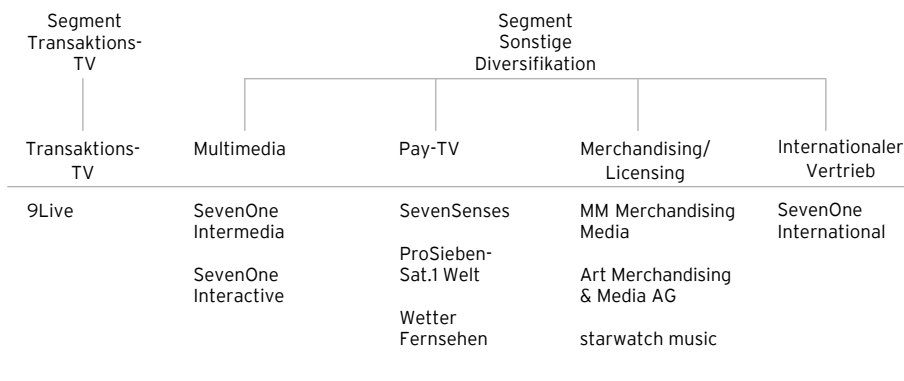 Segment
Transaktions-
TV
Segment
Sonstige
Diversifikation
Transaktions-
TV
Multimedia
Pay-TV
Merchandising/
Licensing
Internationaler
Vertrieb
9Live
SevenOne
Intermedia
SevenOne
Interactive
SevenSenses
ProSieben-
Sat.1 Welt
Wetter
Fernsehen
MM Merchandising
Media
Art Merchandising
& Media AG
starwatch music
SevenOne
International